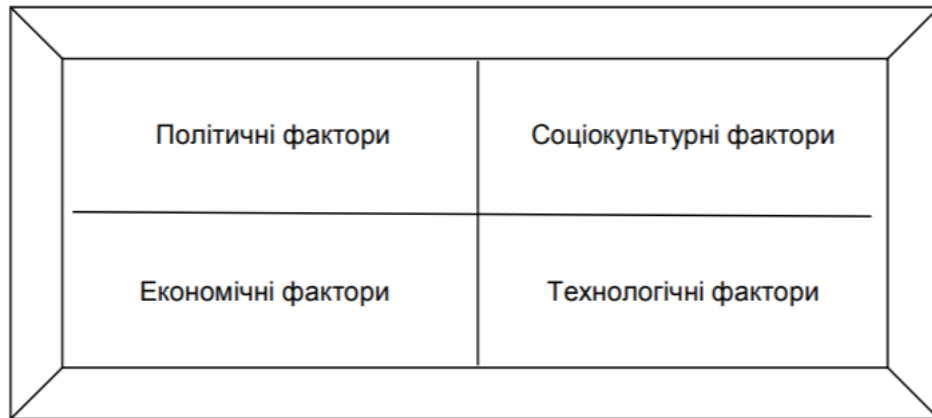 Політичні фактори
Соціокультурні фактори
Економічні фактори
Технологічні фактори